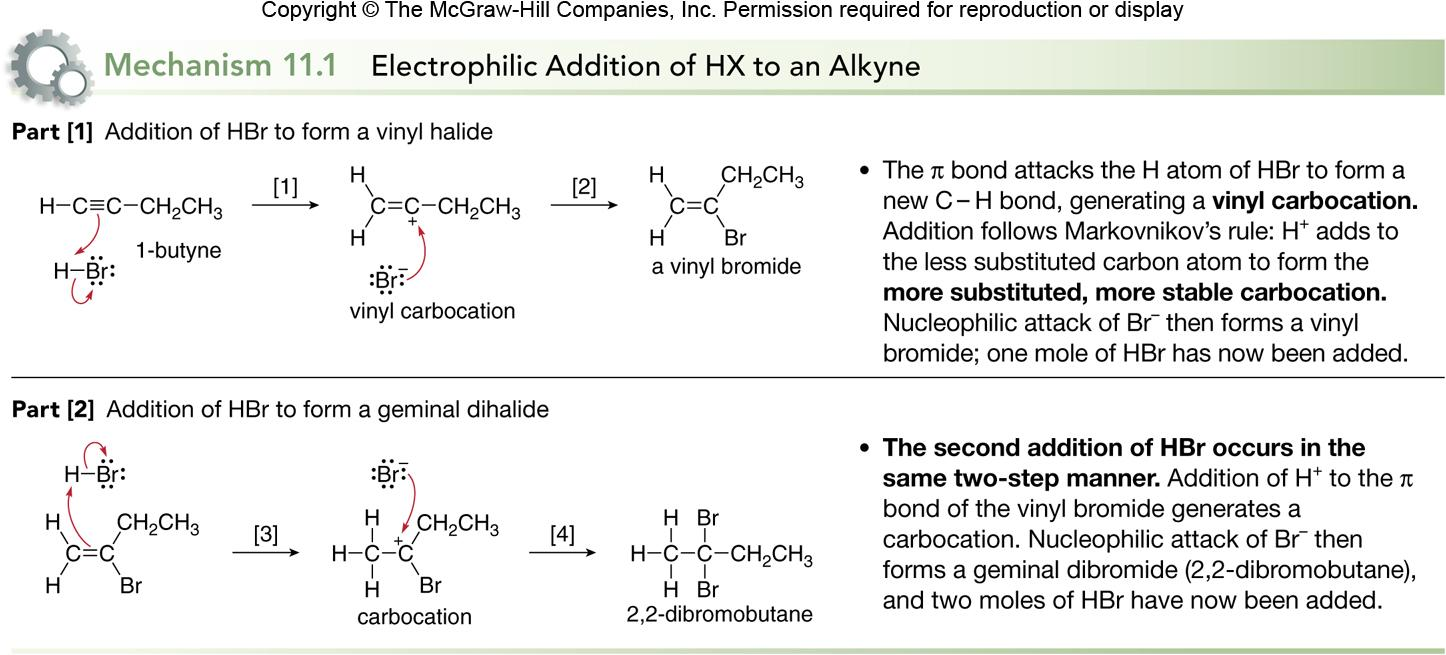 Copyright © The McGraw-Hill Companies, Inc. Permission required for reproduction or display
Mechanism 11.1 Electrophilic Addition of HX to an Alkyne
Part [1] Addition of HBr to form a vinyl halide
H–C≡C–CH₂CH₃
H–Br:
1-butyne
[1]
H
C=C–CH₂CH₃
+
H
:Br:⁻
vinyl carbocation
[2]
H CH₂CH₃
C=C
H Br
a vinyl bromide
• The π bond attacks the H atom of HBr to form a
new C–H bond, generating a vinyl carbocation.
Addition follows Markovnikov's rule: H⁺ adds to
the less substituted carbon atom to form the
more substituted, more stable carbocation.
Nucleophilic attack of Br⁻ then forms a vinyl
bromide; one mole of HBr has now been added.
Part [2] Addition of HBr to form a geminal dihalide
H–Br:
H CH₂CH₃
C=C
H Br
[3]
:Br:⁻
H CH₂CH₃
H–C–C+
H Br
carbocation
[4]
H Br
H–C–C–CH₂CH₃
H Br
2,2-dibromobutane
• The second addition of HBr occurs in the
same two-step manner. Addition of H⁺ to the π
bond of the vinyl bromide generates a
carbocation. Nucleophilic attack of Br⁻ then
forms a geminal dibromide (2,2-dibromobutane),
and two moles of HBr have now been added.